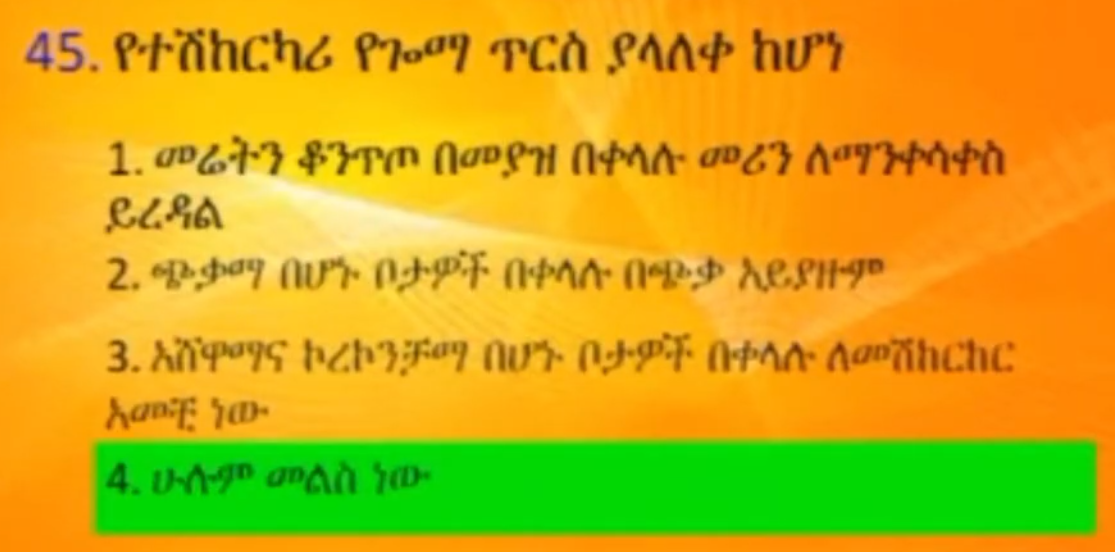 45. የተሽከርካሪ የጐማ ጥርስ ያላለቀ ከሆነ
1. መሬትን ቆንጥጦ በመያዝ በቀላሉ መሪን ለማንቀሳቀስ
ይረዳል
2. ጭቃማ በሆኑ ቦታዎች በቀላሉ በጭቃ አይያዙም
3. አሸዋማና ኮረኮንቻማ በሆኑ ቦታዎች በቀላሉ ለመሽከርከር
አመቺ ነው
4. ሁሉም መልስ ነው